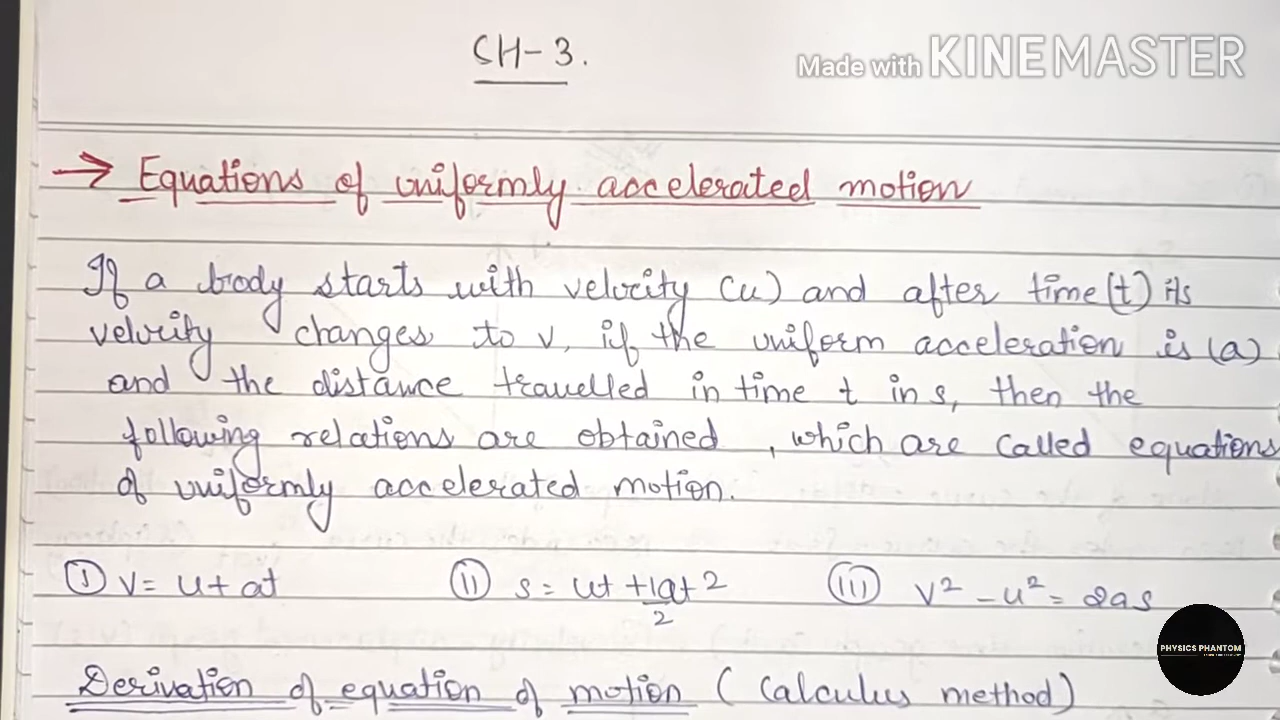 CH-3.
Made with KINEMASTER
→ Equations of uniformly accelerated motion
If a body starts with velocity (u) and after time (t) its
velocity changes to v, if the uniform acceleration is (a)
and the distance travelled in time t in s, then the
following relations are obtained, which are called equations
of uniformly accelerated motion.
(i) v = u + at (ii) s = ut + 1/2 at 2 (iii) v² - u² = 2as
PHYSICS PHANTOM
Derivation of equation of motion (Calculus method)